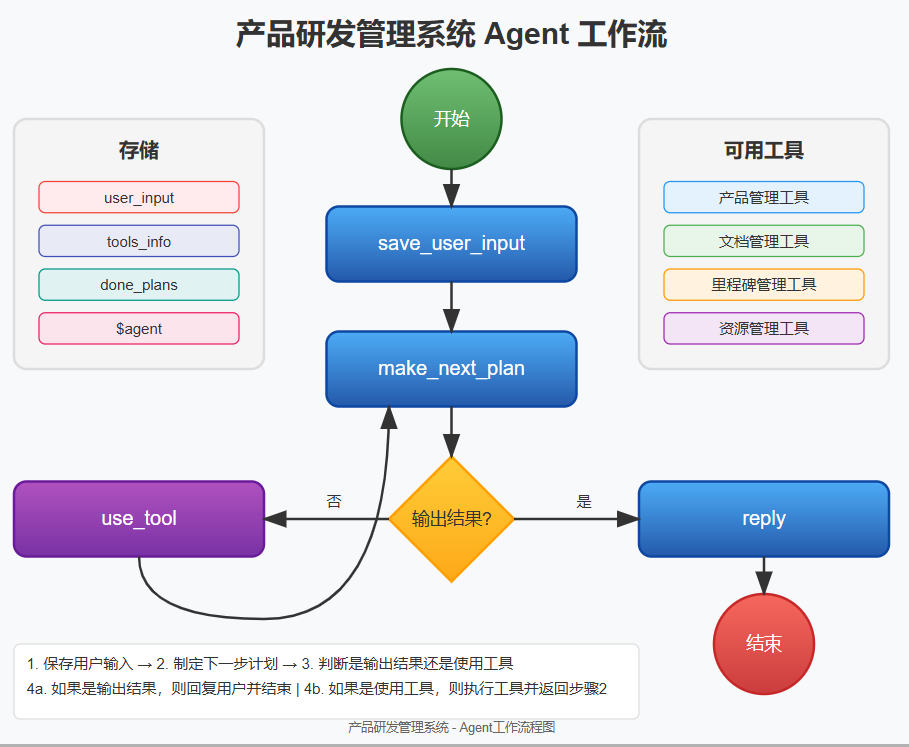 产品研发管理系统 Agent 工作流
开始
存储
user_input
tools_info
done_plans
$agent
可用工具
产品管理工具
文档管理工具
里程碑管理工具
资源管理工具
save_user_input
make_next_plan
否
是
use_tool
输出结果?
reply
结束
1. 保存用户输入 → 2. 制定下一步计划 → 3. 判断是输出结果还是使用工具
4a. 如果是输出结果，则回复用户并结束 | 4b. 如果是使用工具，则执行工具并返回步骤2
产品研发管理系统 - Agent工作流程图